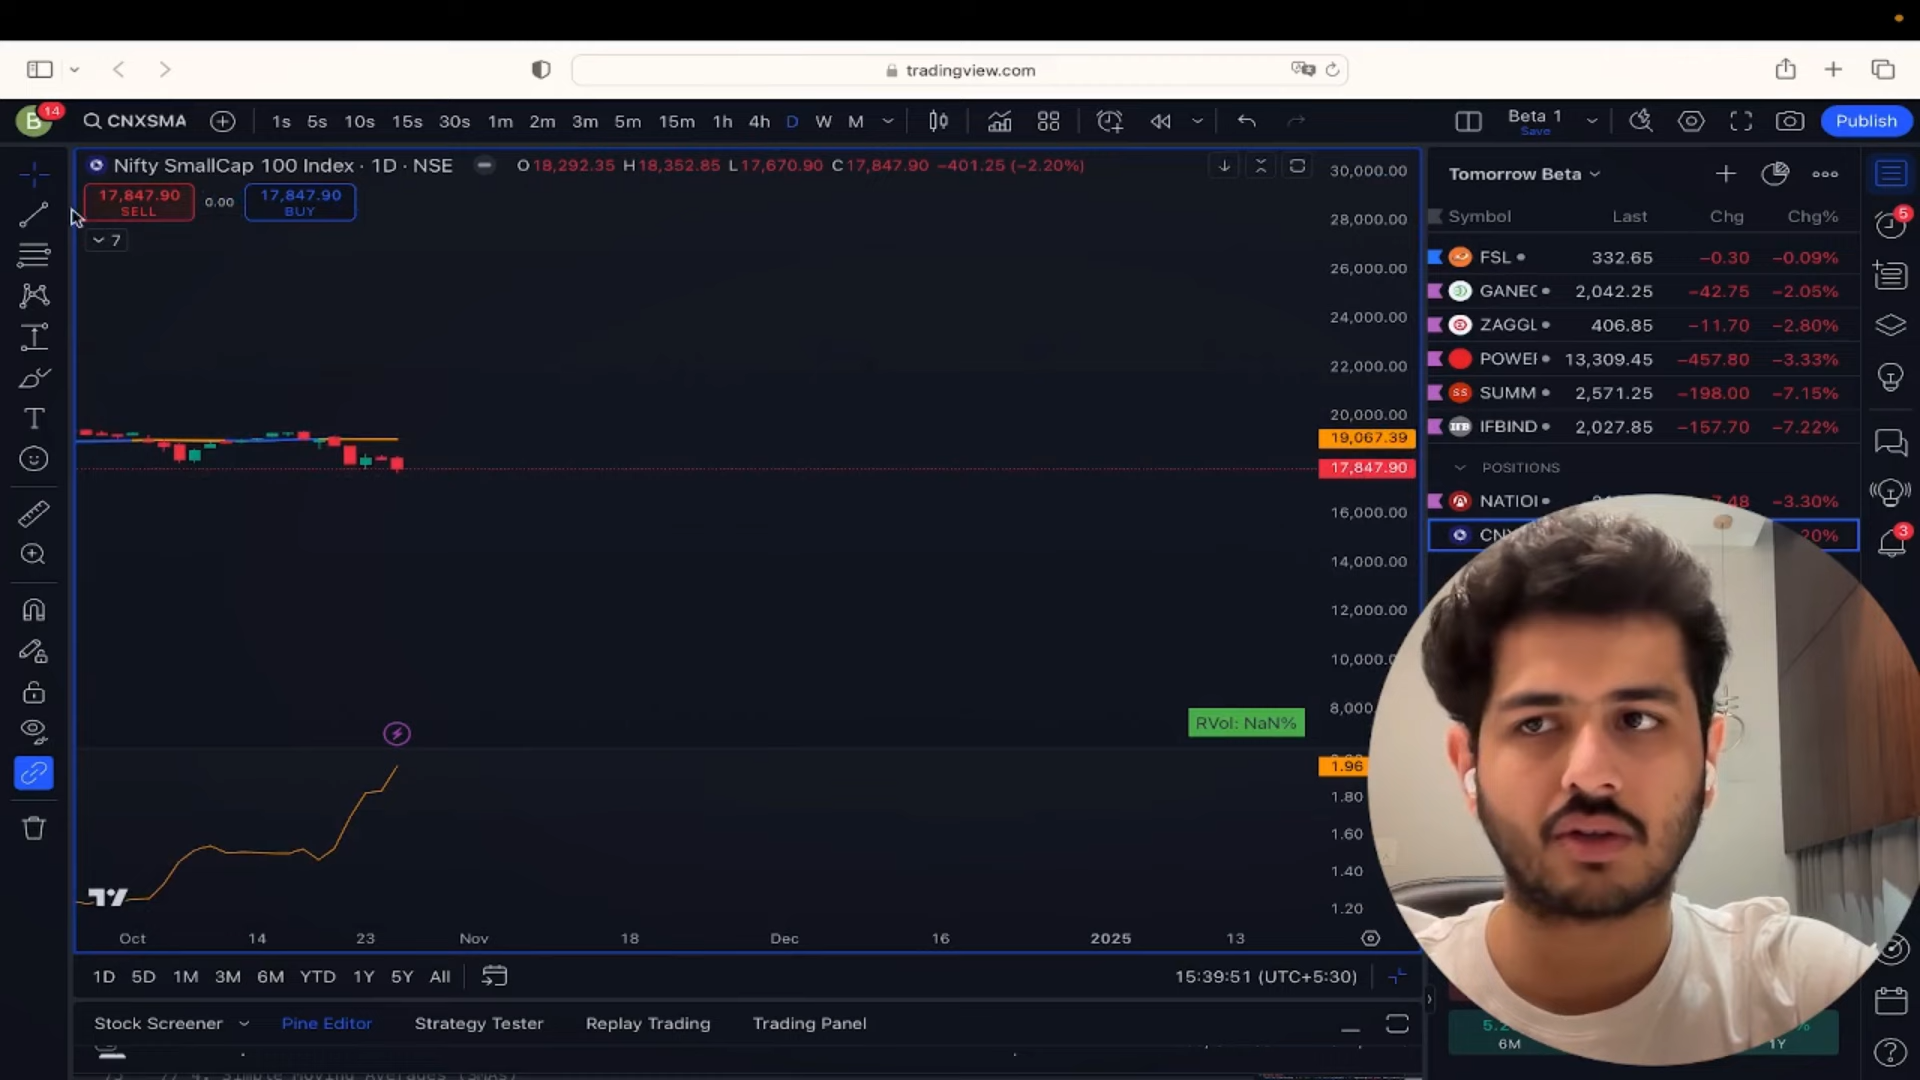 tradingview.com
B 14 CNXSMA 1s 5s 10s 15s 30s 1m 2m 3m 5m 15m 1h 4h D W M Beta 1 Save Publish
Nifty SmallCap 100 Index · 1D · NSE O18,292.35 H18,352.85 L17,670.90 C17,847.90 −401.25 (−2.20%)
17,847.90 SELL 0.00 17,847.90 BUY
7
30,000.00
28,000.00
26,000.00
24,000.00
22,000.00
20,000.00
19,067.39
17,847.90
16,000.00
14,000.00
12,000.00
10,000.0
8,000.
RVol: NaN%
1.96
1.80
1.60
1.40
1.20
Oct 14 23 Nov 18 Dec 16 2025 13
1D 5D 1M 3M 6M YTD 1Y 5Y All 15:39:51 (UTC+5:30)
Stock Screener Pine Editor Strategy Tester Replay Trading Trading Panel
Tomorrow Beta
Symbol Last Chg Chg%
FSL 332.65 −0.30 −0.09%
GANEC 2,042.25 −42.75 −2.05%
ZAGGL 406.85 −11.70 −2.80%
POWEF 13,309.45 −457.80 −3.33%
SUMM 2,571.25 −198.00 −7.15%
IFBIND 2,027.85 −157.70 −7.22%
POSITIONS
NATIOI 7.48 −3.30%
CNX 20%
6M 1Y
5
3